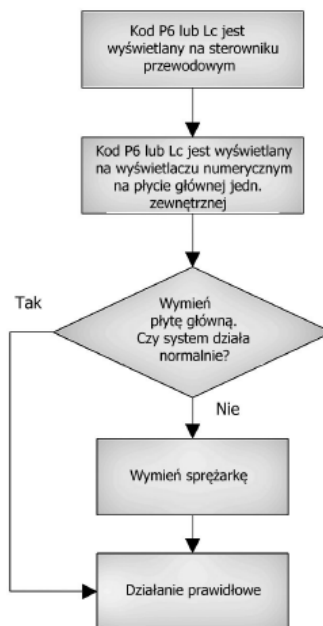 Kod P6 lub Lc jest
wyświetlany na sterowniku
przewodowym
Kod P6 lub Lc jest wyświetlany
na wyświetlaczu numerycznym
na płycie głównej jedn.
zewnętrznej
Tak
Wymień
płytę główną.
Czy system działa
normalnie?
Nie
Wymień sprężarkę
Działanie prawidłowe